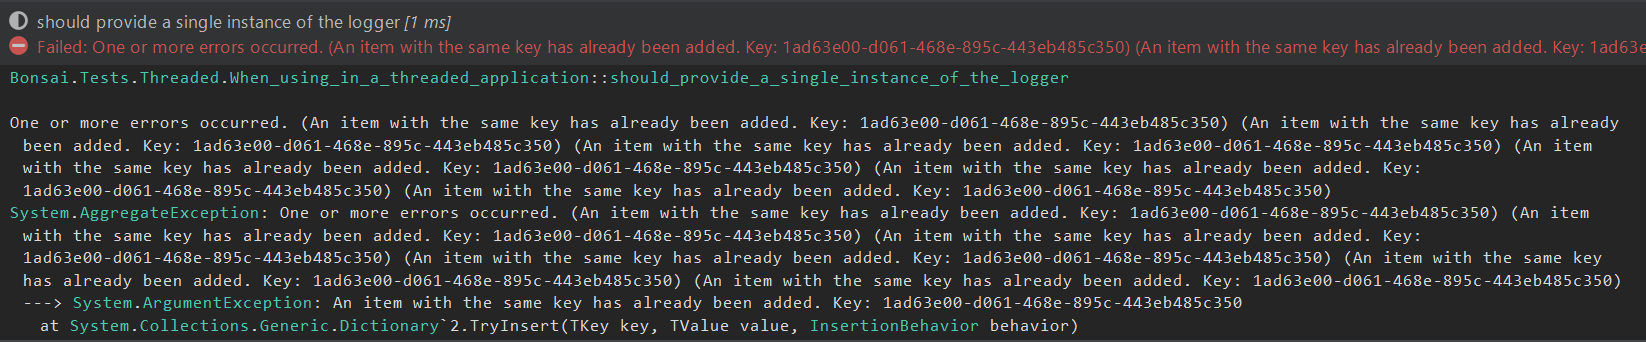 should provide a single instance of the logger [1 ms]
Failed: One or more errors occurred. (An item with the same key has already been added. Key: 1ad63e00-d061-468e-895c-443eb485c350) (An item with the same key has already been added. Key: 1ad63e
Bonsai.Tests.Threaded.When_using_in_a_threaded_application::should_provide_a_single_instance_of_the_logger
One or more errors occurred. (An item with the same key has already been added. Key: 1ad63e00-d061-468e-895c-443eb485c350) (An item with the same key has already
been added. Key: 1ad63e00-d061-468e-895c-443eb485c350) (An item with the same key has already been added. Key: 1ad63e00-d061-468e-895c-443eb485c350) (An item
with the same key has already been added. Key: 1ad63e00-d061-468e-895c-443eb485c350) (An item with the same key has already been added. Key:
1ad63e00-d061-468e-895c-443eb485c350) (An item with the same key has already been added. Key: 1ad63e00-d061-468e-895c-443eb485c350)
System.AggregateException: One or more errors occurred. (An item with the same key has already been added. Key: 1ad63e00-d061-468e-895c-443eb485c350) (An item
with the same key has already been added. Key: 1ad63e00-d061-468e-895c-443eb485c350) (An item with the same key has already been added. Key:
1ad63e00-d061-468e-895c-443eb485c350) (An item with the same key has already been added. Key: 1ad63e00-d061-468e-895c-443eb485c350) (An item with the same key
has already been added. Key: 1ad63e00-d061-468e-895c-443eb485c350) (An item with the same key has already been added. Key: 1ad63e00-d061-468e-895c-443eb485c350)
---> System.ArgumentException: An item with the same key has already been added. Key: 1ad63e00-d061-468e-895c-443eb485c350
at System.Collections.Generic.Dictionary`2.TryInsert(TKey key, TValue value, InsertionBehavior behavior)